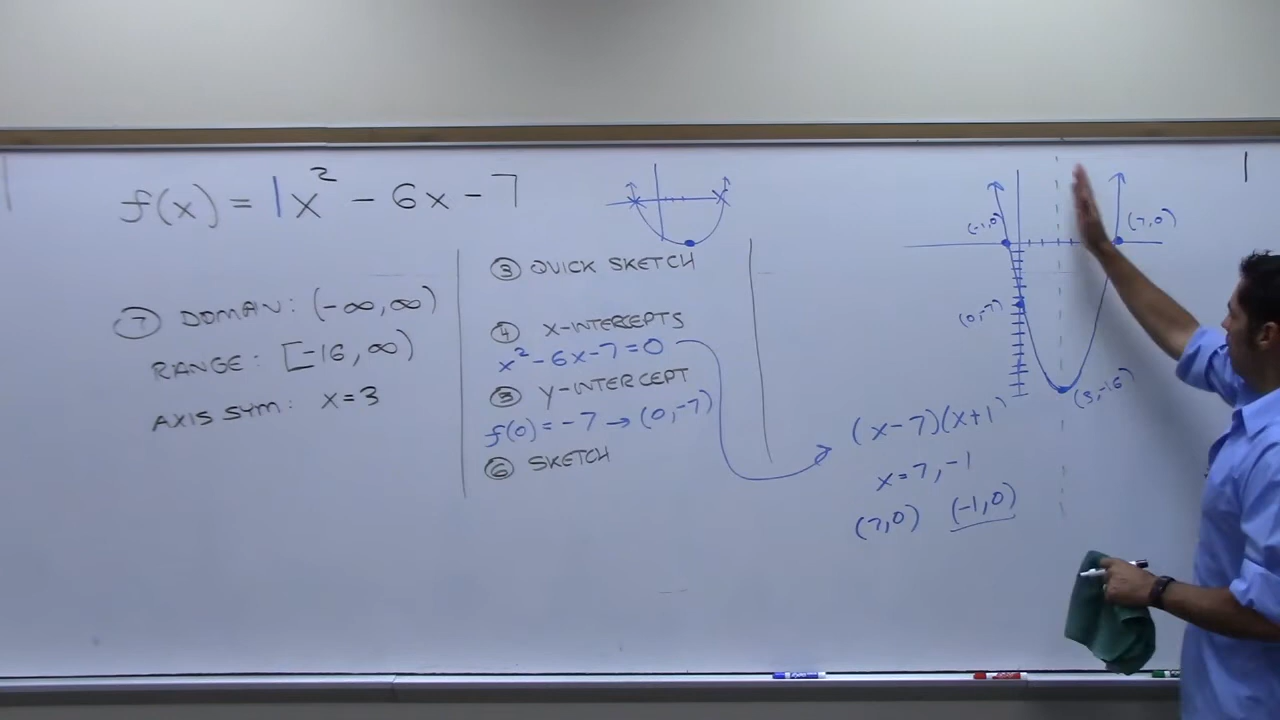 f(x) = 1x² - 6x - 7
⑦ DOMAIN: (-∞, ∞)
RANGE: [-16, ∞)
AXIS SYM: x = 3
③ QUICK SKETCH
④ X-INTERCEPTS
x² - 6x - 7 = 0
⑤ Y-INTERCEPT
f(0) = -7 → (0, -7)
⑥ SKETCH
(-1, 0)
(7, 0)
(0, -7)
(3, -16)
(x - 7)(x + 1)
x = 7, -1
(7, 0) (-1, 0)